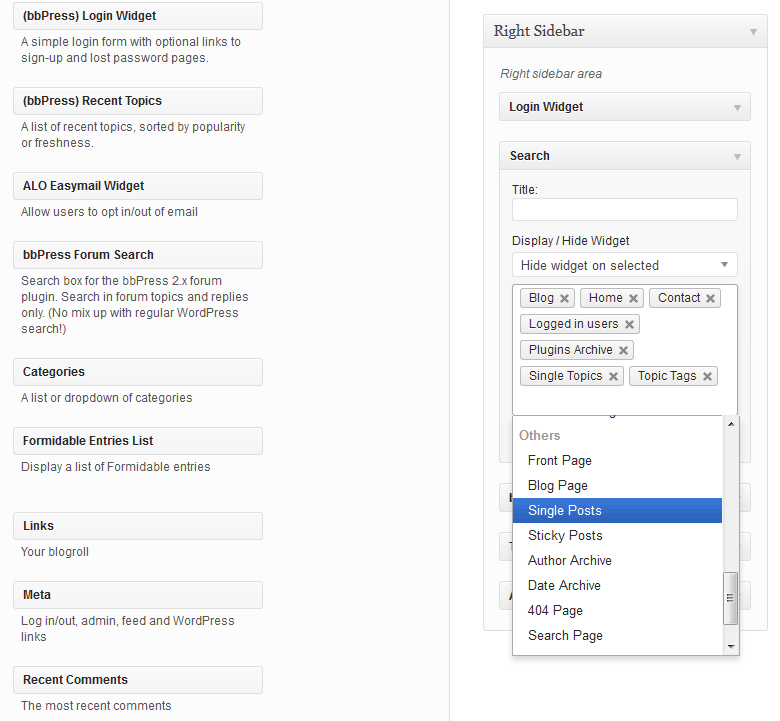 (bbPress) Login Widget
A simple login form with optional links to
sign-up and lost password pages.
(bbPress) Recent Topics
A list of recent topics, sorted by popularity
or freshness.
ALO Easymail Widget
Allow users to opt in/out of email
bbPress Forum Search
Search box for the bbPress 2.x forum
plugin. Search in forum topics and replies
only. (No mix up with regular WordPress
search!)
Categories
A list or dropdown of categories
Formidable Entries List
Display a list of Formidable entries
Links
Your blogroll
Meta
Log in/out, admin, feed and WordPress
links
Recent Comments
The most recent comments
Right Sidebar
Right sidebar area
Login Widget
Search
Title:
Display / Hide Widget
Hide widget on selected
Blog Home Contact
Logged in users
Plugins Archive
Single Topics Topic Tags
Others
Front Page
Blog Page
Single Posts
Sticky Posts
Author Archive
Date Archive
404 Page
Search Page